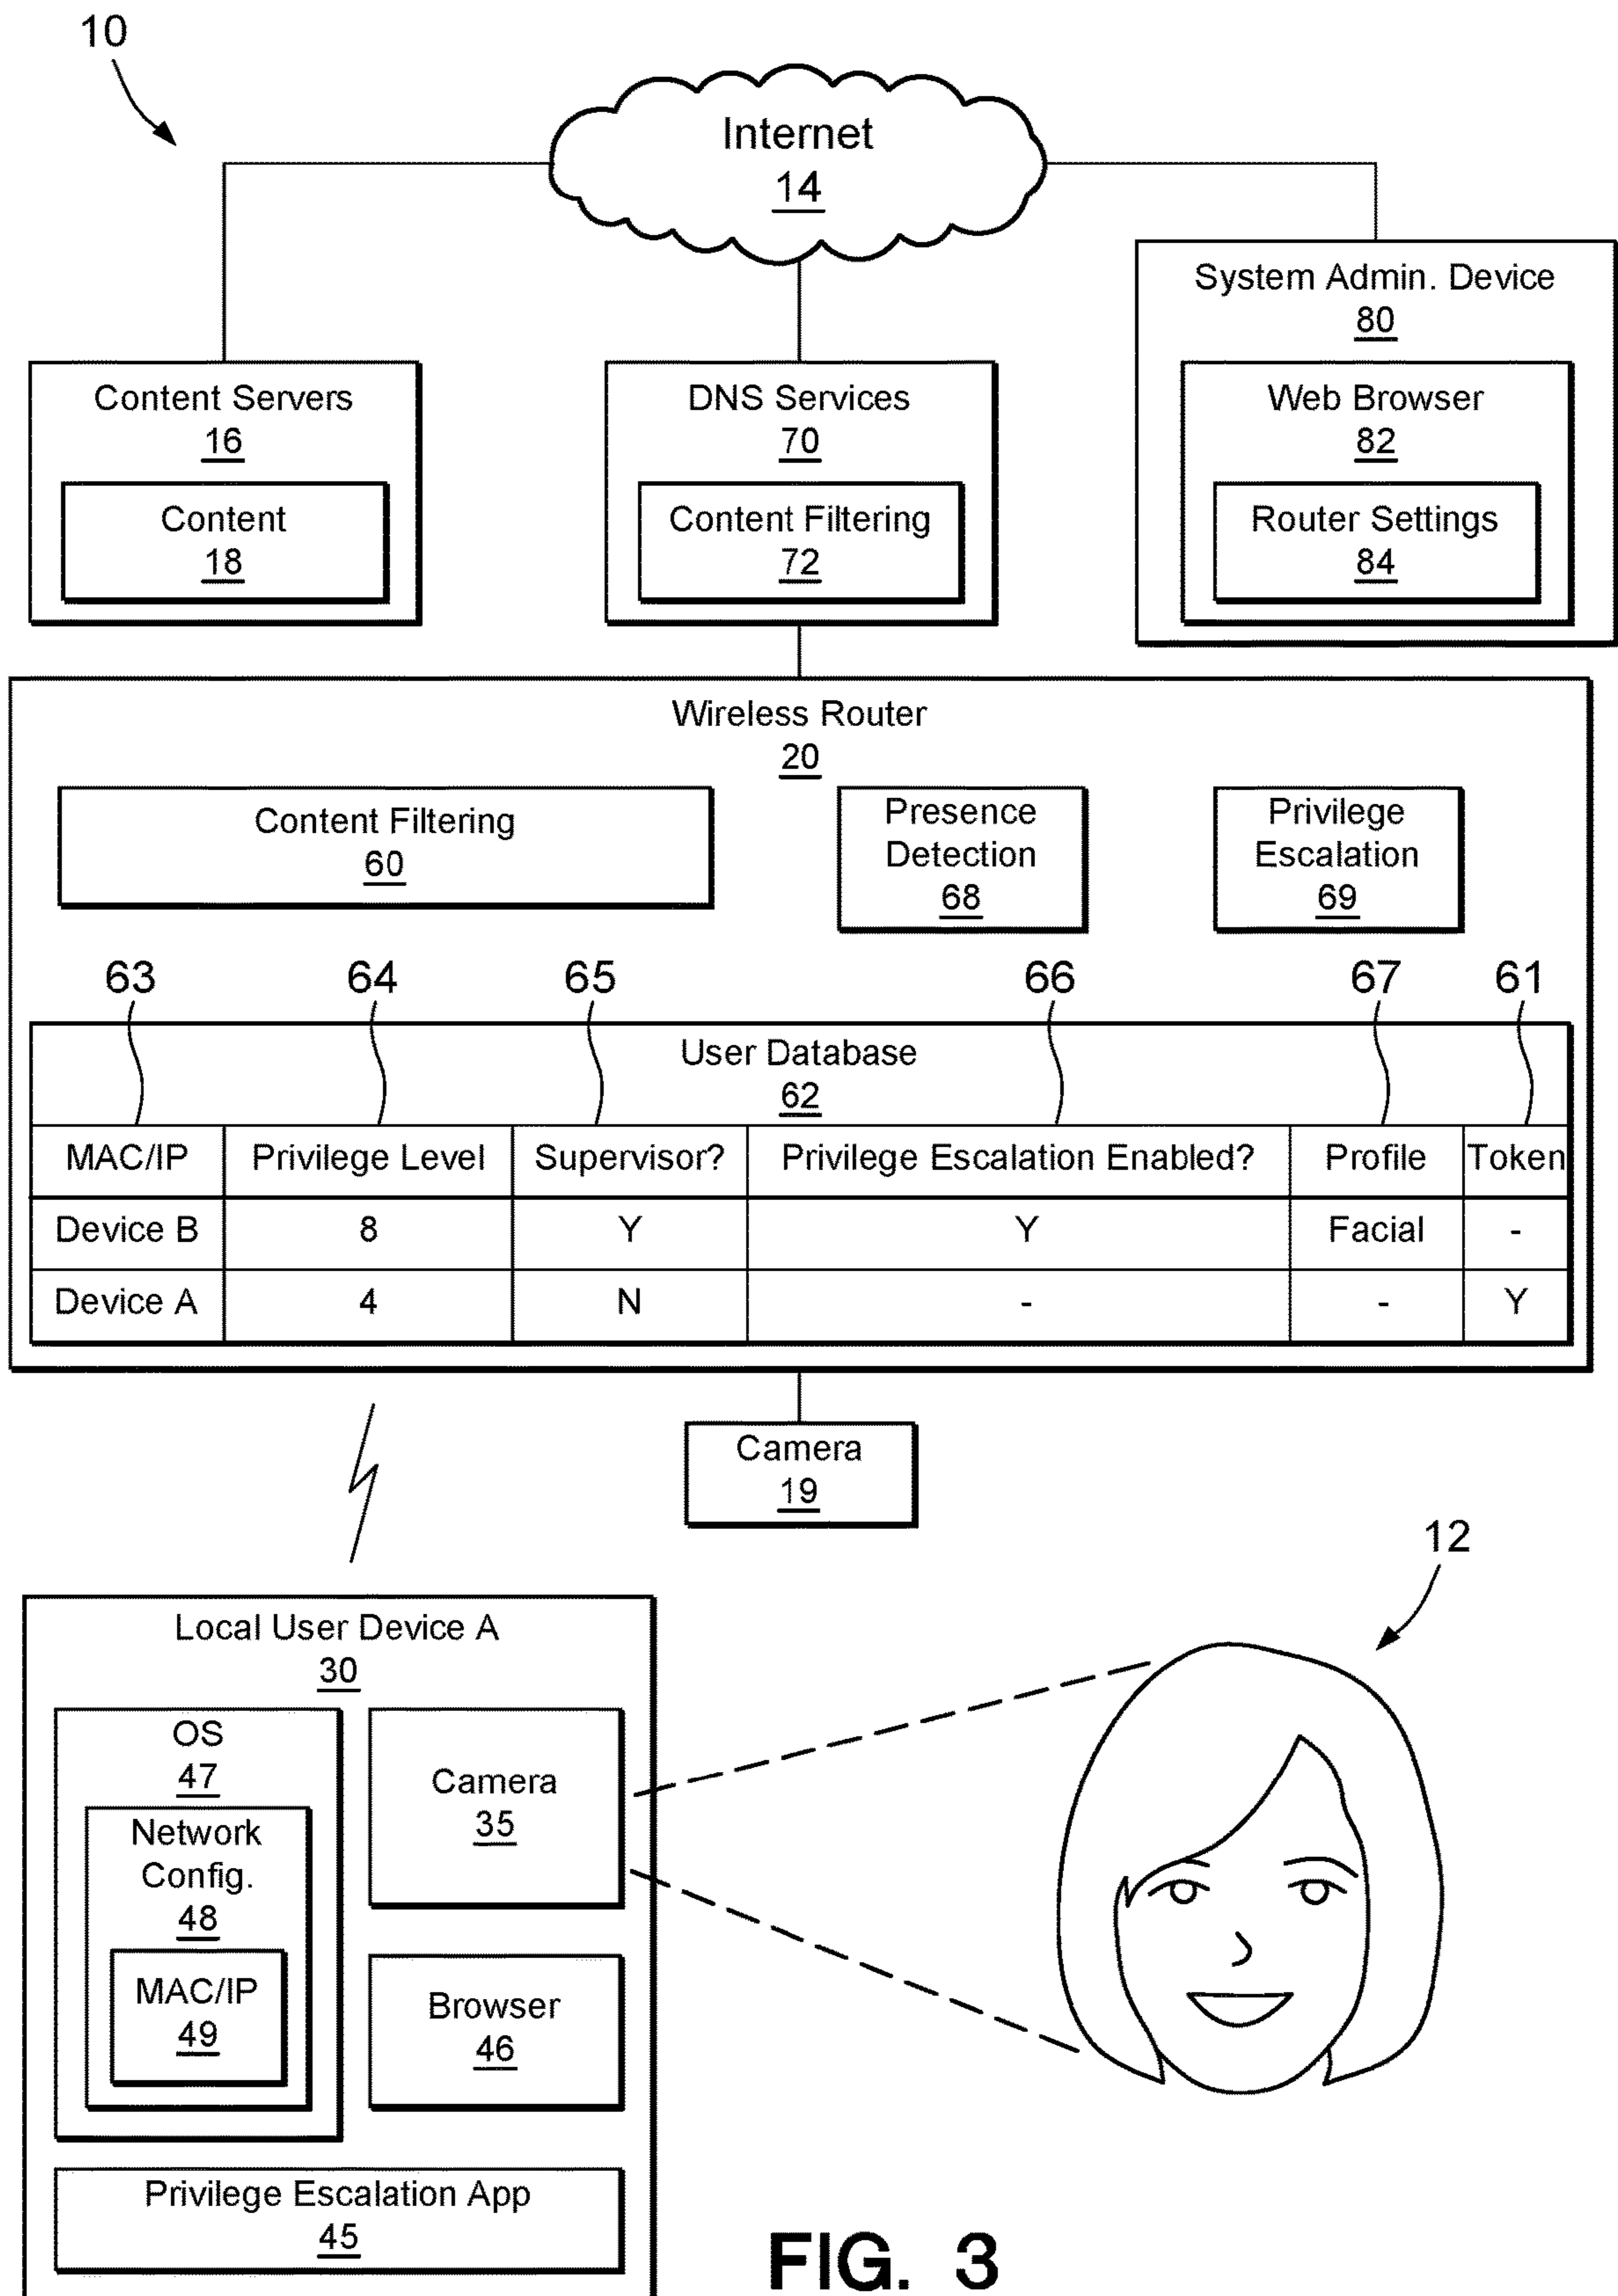 10
Internet
14
System Admin. Device
80
Content Servers
16
DNS Services
70
Web Browser
82
Content
18
Content Filtering
72
Router Settings
84
Wireless Router
20
Content Filtering
60
Presence
Detection
68
Privilege
Escalation
69
63 64 65 66 67 61
User Database
62
MAC/IP Privilege Level Supervisor? Privilege Escalation Enabled? Profile Token
Device B 8 Y Y Facial -
Device A 4 N - - Y
Camera
19
12
Local User Device A
30
OS
47
Network
Config.
48
MAC/IP
49
Camera
35
Browser
46
Privilege Escalation App
45
FIG. 3